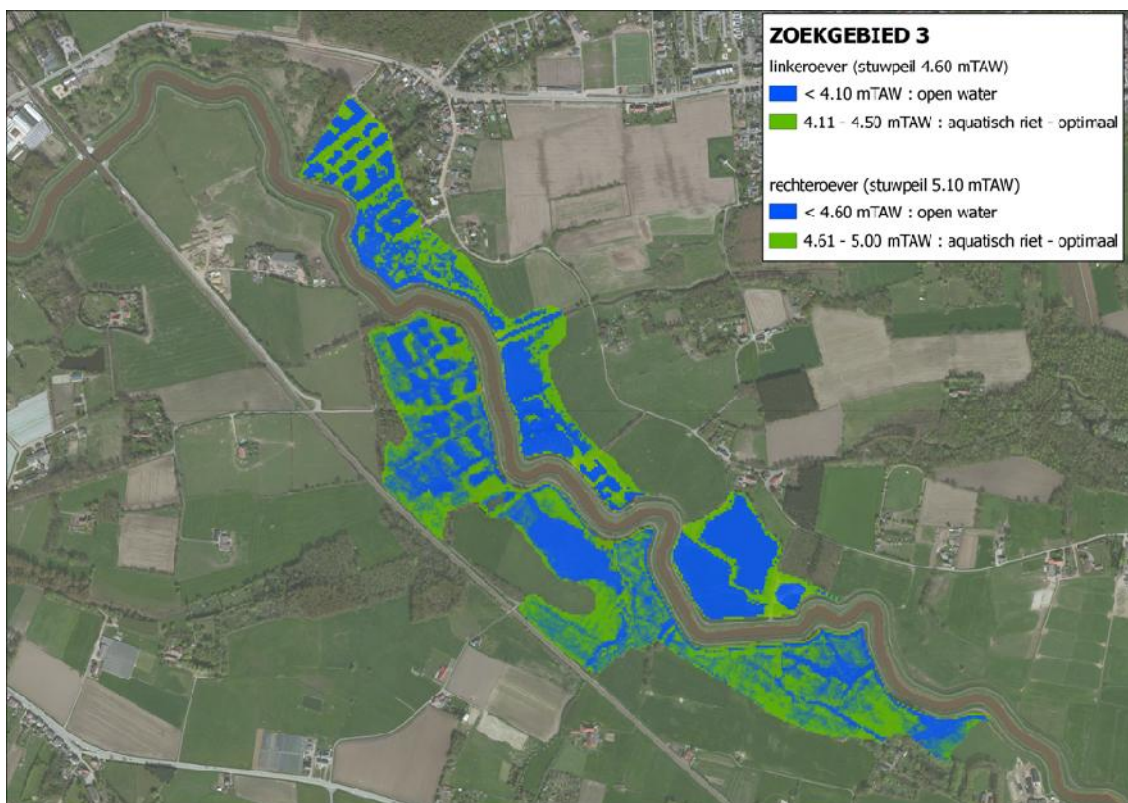 ZOEKGEBIED 3
linkeroever (stuwpeil 4.60 mTAW)
< 4.10 mTAW : open water
4.11 - 4.50 mTAW : aquatisch riet - optimaal
rechteroever (stuwpeil 5.10 mTAW)
< 4.60 mTAW : open water
4.61 - 5.00 mTAW : aquatisch riet - optimaal